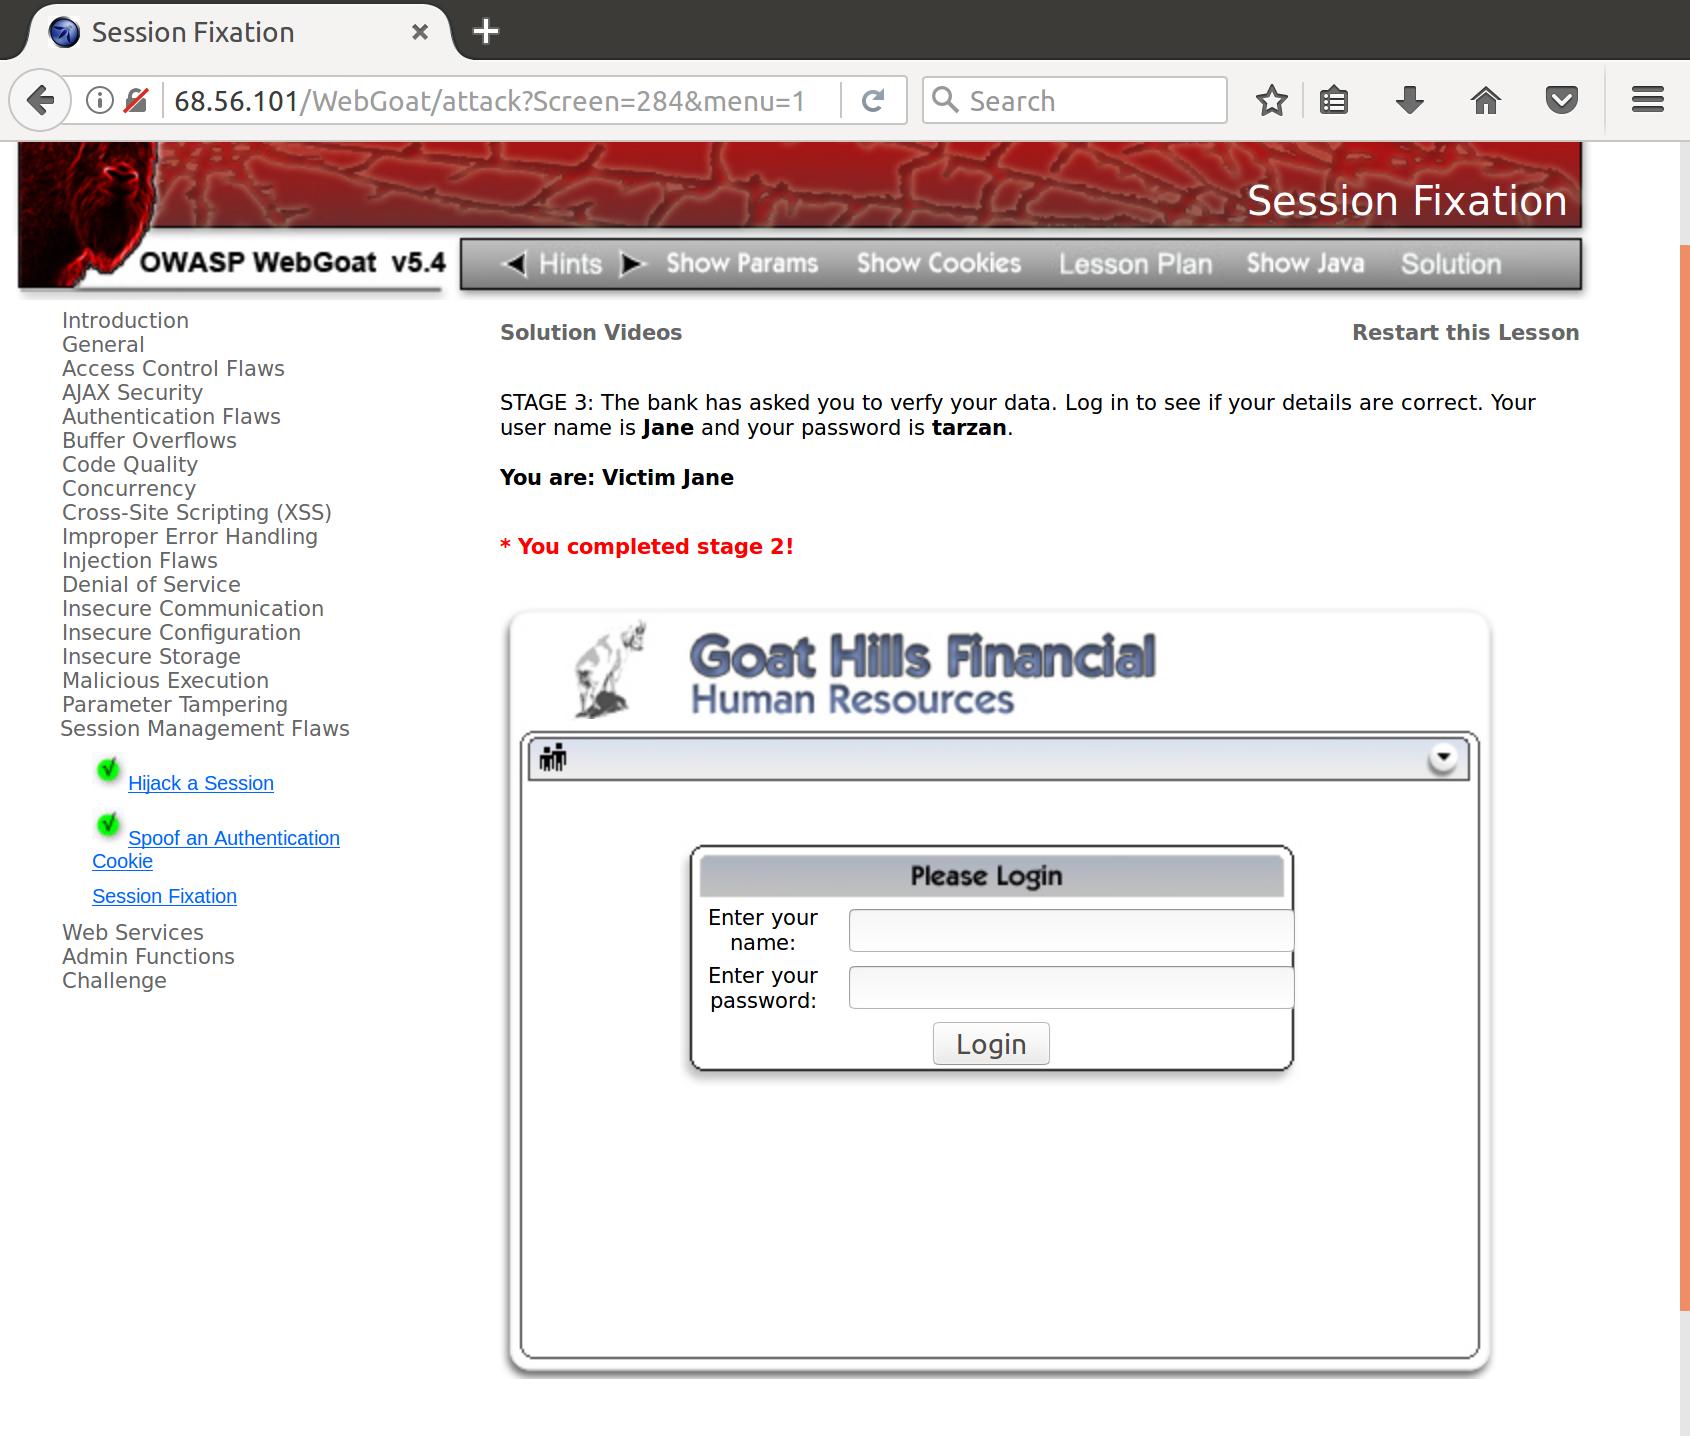 Session Fixation
68.56.101/WebGoat/attack?Screen=284&menu=1
Search
Session Fixation
OWASP WebGoat v5.4
Hints
Show Params
Show Cookies
Lesson Plan
Show Java
Solution
Introduction
General
Access Control Flaws
AJAX Security
Authentication Flaws
Buffer Overflows
Code Quality
Concurrency
Cross-Site Scripting (XSS)
Improper Error Handling
Injection Flaws
Denial of Service
Insecure Communication
Insecure Configuration
Insecure Storage
Malicious Execution
Parameter Tampering
Session Management Flaws
Hijack a Session
Spoof an Authentication
Cookie
Session Fixation
Web Services
Admin Functions
Challenge
Solution Videos
Restart this Lesson
STAGE 3: The bank has asked you to verfy your data. Log in to see if your details are correct. Your
user name is Jane and your password is tarzan.
You are: Victim Jane
* You completed stage 2!
Goat Hills Financial
Human Resources
Please Login
Enter your
name:
Enter your
password:
Login